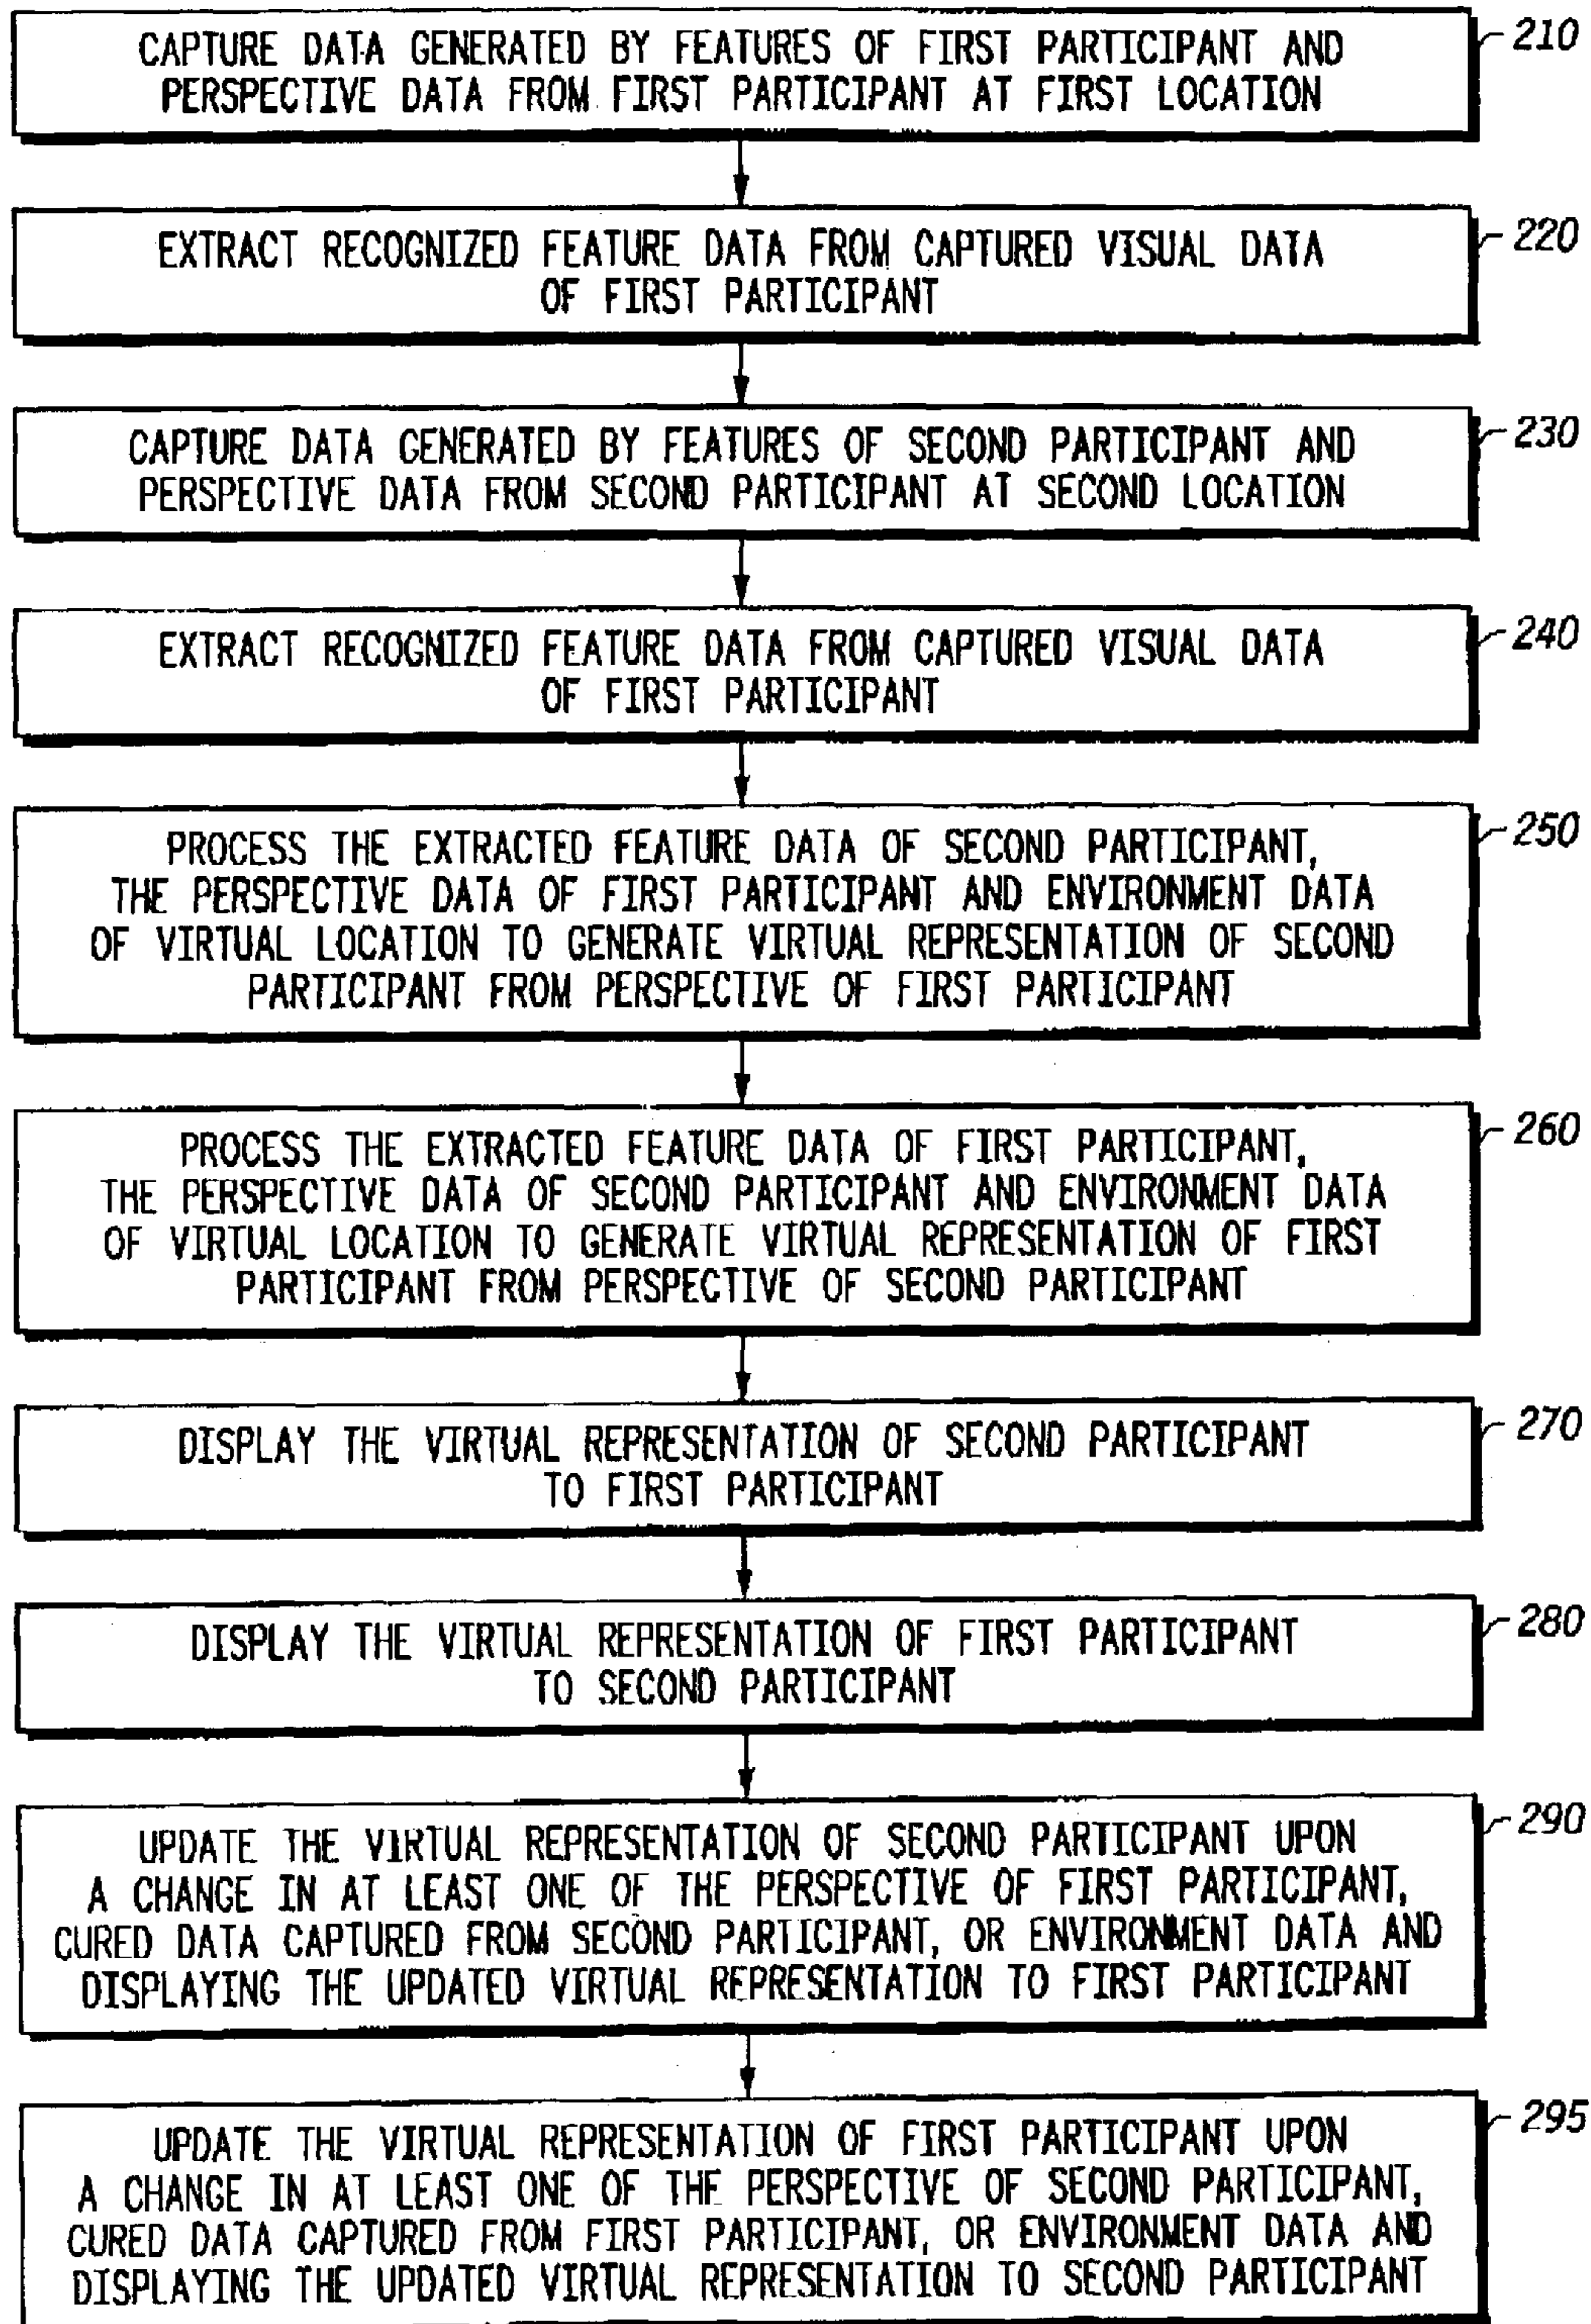 CAPTURE DATA GENERATED BY FEATURES OF FIRST PARTICIPANT AND
PERSPECTIVE DATA FROM FIRST PARTICIPANT AT FIRST LOCATION
210
EXTRACT RECOGNIZED FEATURE DATA FROM CAPTURED VISUAL DATA
OF FIRST PARTICIPANT
220
CAPTURE DATA GENERATED BY FEATURES OF SECOND PARTICIPANT AND
PERSPECTIVE DATA FROM SECOND PARTICIPANT AT SECOND LOCATION
230
EXTRACT RECOGNIZED FEATURE DATA FROM CAPTURED VISUAL DATA
OF FIRST PARTICIPANT
240
PROCESS THE EXTRACTED FEATURE DATA OF SECOND PARTICIPANT,
THE PERSPECTIVE DATA OF FIRST PARTICIPANT AND ENVIRONMENT DATA
OF VIRTUAL LOCATION TO GENERATE VIRTUAL REPRESENTATION OF SECOND
PARTICIPANT FROM PERSPECTIVE OF FIRST PARTICIPANT
250
PROCESS THE EXTRACTED FEATURE DATA OF FIRST PARTICIPANT,
THE PERSPECTIVE DATA OF SECOND PARTICIPANT AND ENVIRONMENT DATA
OF VIRTUAL LOCATION TO GENERATE VIRTUAL REPRESENTATION OF FIRST
PARTICIPANT FROM PERSPECTIVE OF SECOND PARTICIPANT
260
DISPLAY THE VIRTUAL REPRESENTATION OF SECOND PARTICIPANT
TO FIRST PARTICIPANT
270
DISPLAY THE VIRTUAL REPRESENTATION OF FIRST PARTICIPANT
TO SECOND PARTICIPANT
280
UPDATE THE VIRTUAL REPRESENTATION OF SECOND PARTICIPANT UPON
A CHANGE IN AT LEAST ONE OF THE PERSPECTIVE OF FIRST PARTICIPANT,
CURED DATA CAPTURED FROM SECOND PARTICIPANT, OR ENVIRONMENT DATA AND
DISPLAYING THE UPDATED VIRTUAL REPRESENTATION TO FIRST PARTICIPANT
290
UPDATE THE VIRTUAL REPRESENTATION OF FIRST PARTICIPANT UPON
A CHANGE IN AT LEAST ONE OF THE PERSPECTIVE OF SECOND PARTICIPANT,
CURED DATA CAPTURED FROM FIRST PARTICIPANT, OR ENVIRONMENT DATA AND
DISPLAYING THE UPDATED VIRTUAL REPRESENTATION TO SECOND PARTICIPANT
295